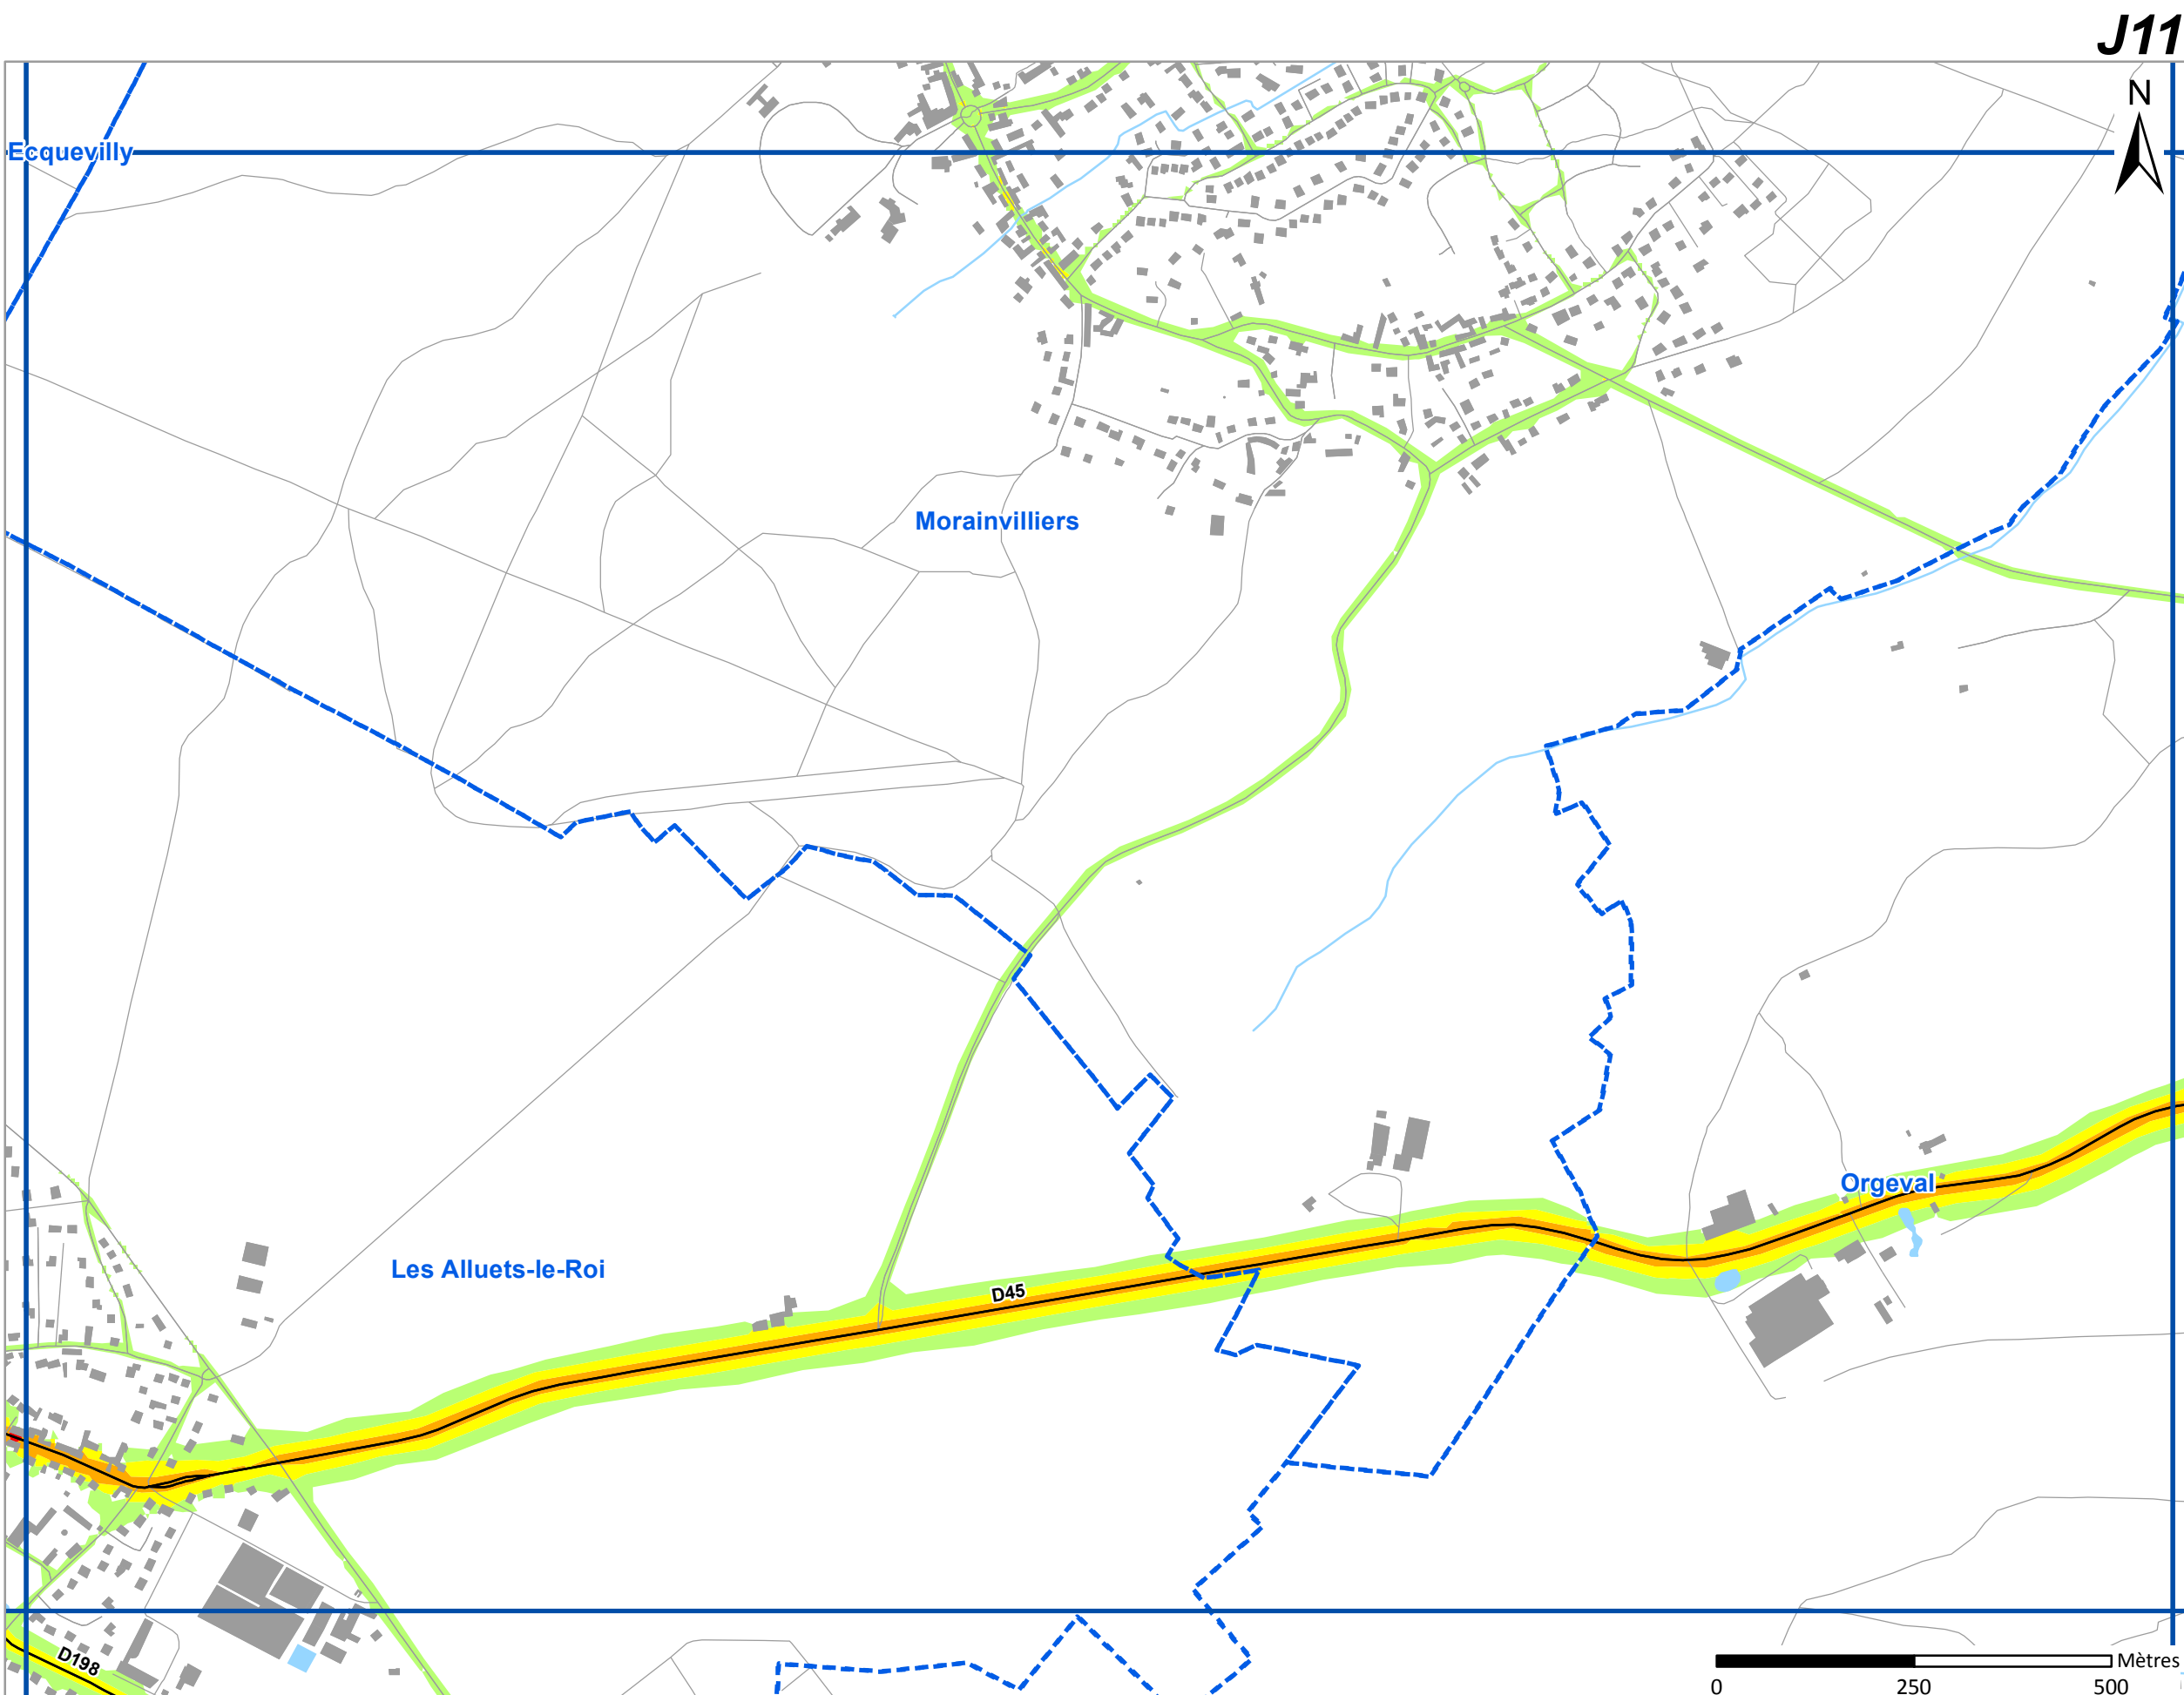 J11
N
Ecquevilly
Morainvilliers
Orgeval
Les Alluets-le-Roi
D45
D198
Mètres
0 250 500